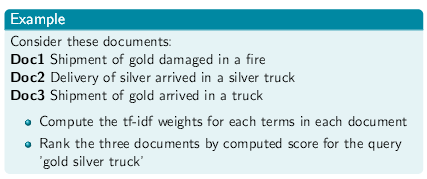 Example
Consider these documents:
Doc1 Shipment of gold damaged in a fire
Doc2 Delivery of silver arrived in a silver truck
Doc3 Shipment of gold arrived in a truck
Compute the tf-idf weights for each terms in each document
Rank the three documents by computed score for the query
'gold silver truck'